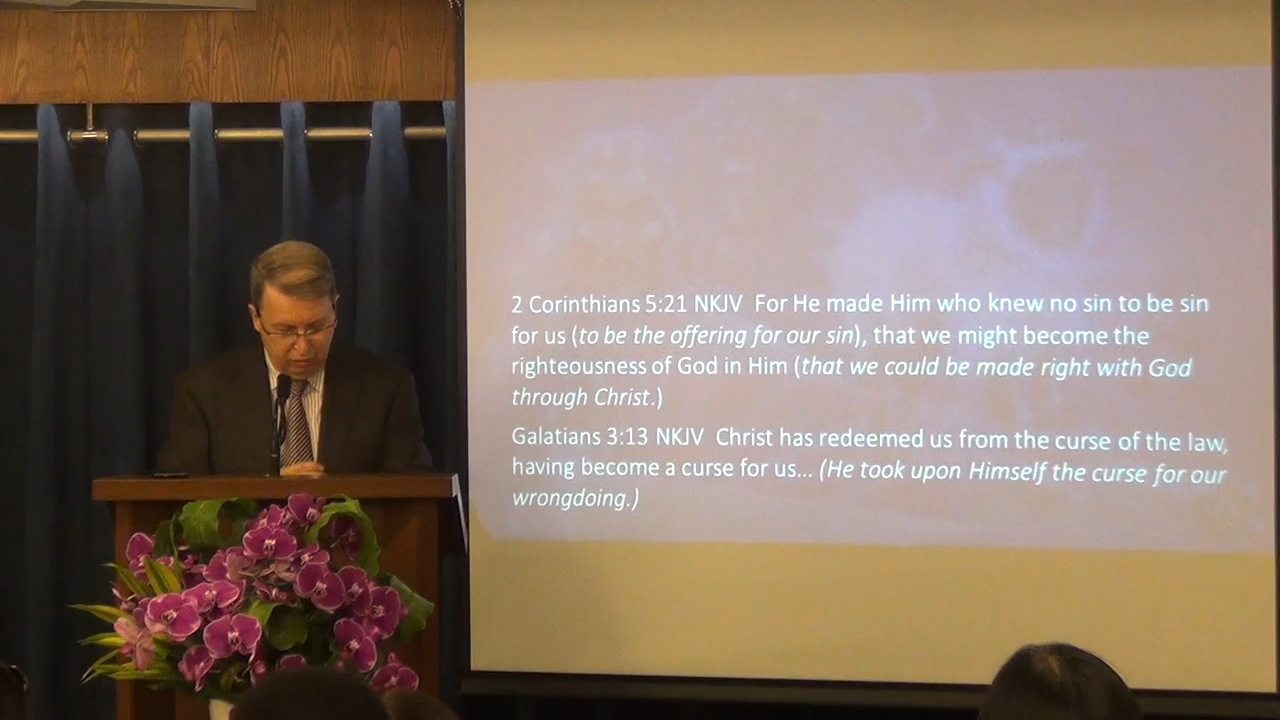 2 Corinthians 5:21 NKJV  For He made Him who knew no sin to be sin
for us (to be the offering for our sin), that we might become the
righteousness of God in Him (that we could be made right with God
through Christ.)
Galatians 3:13 NKJV  Christ has redeemed us from the curse of the law,
having become a curse for us... (He took upon Himself the curse for our
wrongdoing.)